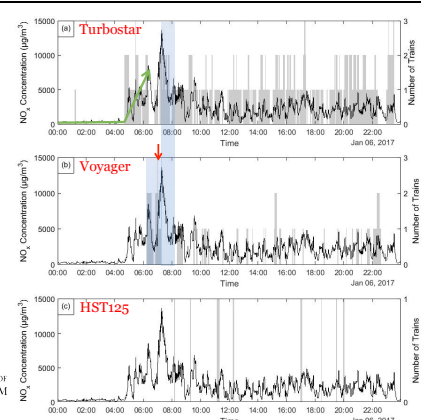 (a) Turbostar
NOx Concentration (µg/m³)
15000
10000
5000
0
3
2
1
0
Number of Trains
00:00 02:00 04:00 06:00 08:00 10:00 12:00 14:00 16:00 18:00 20:00 22:00
Time
Jan 06, 2017
(b) Voyager
NOx Concentration (µg/m³)
15000
10000
5000
0
3
2
1
0
Number of Trains
00:00 02:00 04:00 06:00 08:00 10:00 12:00 14:00 16:00 18:00 20:00 22:00
Time
Jan 06, 2017
(c) HST125
NOx Concentration (µg/m³)
15000
10000
5000
0
1
0
Number of Trains
00:00 02:00 04:00 06:00 08:00 10:00 12:00 14:00 16:00 18:00 20:00 22:00
Time
Jan 06, 2017
OF
M